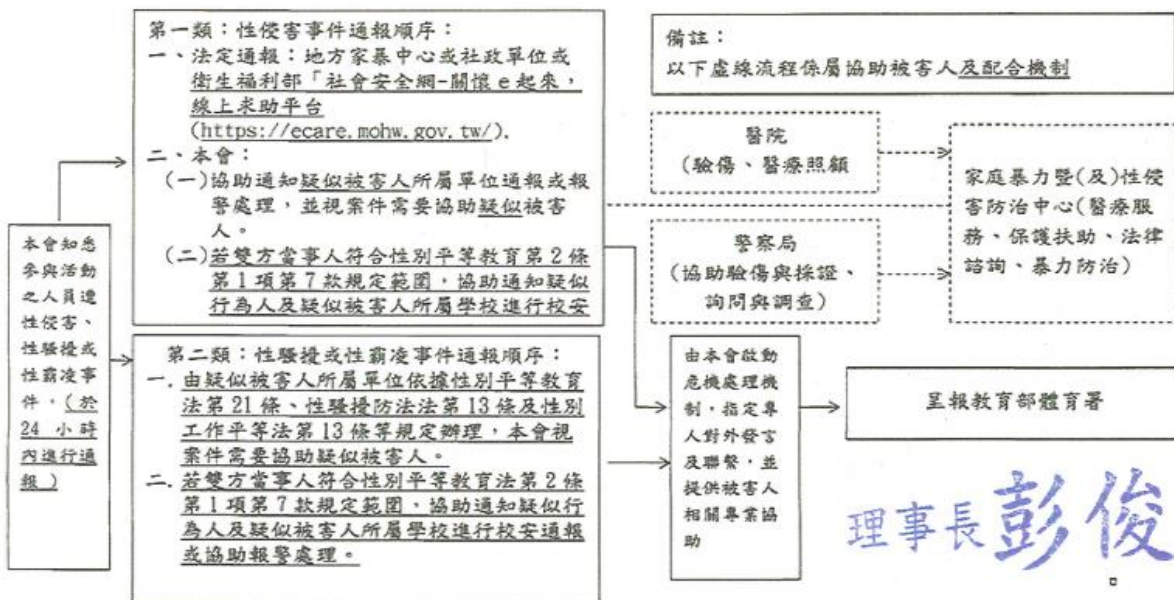 本會知悉
參與活動
之人員遭
性侵害、
性騷擾或
性霸凌事
件，(於
24 小時
內進行通
報)
第一類：性侵害事件通報順序：
一、法定通報：地方家暴中心或社政單位或
衛生福利部「社會安全網-關懷 e 起來，
線上求助平台
(https://ecare.mohw.gov.tw/).
二、本會：
(一)協助通知疑似被害人所屬單位通報或報
警處理，並視案件需要協助疑似被害
人。
(二)若雙方當事人符合性別平等教育第 2 條
第 1 項第 7 款規定範圍，協助通知疑似
行為人及疑似被害人所屬學校進行校安
第二類：性騷擾或性霸凌事件通報順序：
一. 由疑似被害人所屬單位依據性別平等教育
法第 21 條、性騷擾防法法第 13 條及性別
工作平等法第 13 條等規定辦理，本會視
案件需要協助疑似被害人。
二. 若雙方當事人符合性別平等教育法第 2 條
第 1 項第 7 款規定範圍，協助通知疑似行
為人及疑似被害人所屬學校進行校安通報
或協助報警處理。
備註：
以下虛線流程係屬協助被害人及配合機制
醫院
(驗傷、醫療照顧
警察局
(協助驗傷與採證、
詢問與調查)
家庭暴力暨(及)性侵
害防治中心(醫療服
務、保護扶助、法律
諮詢、暴力防治)
由本會啟動
危機處理機
制，指定專
人對外發言
及聯繫，並
提供被害人
相關專業協
助
呈報教育部體育署
理事長彭俊